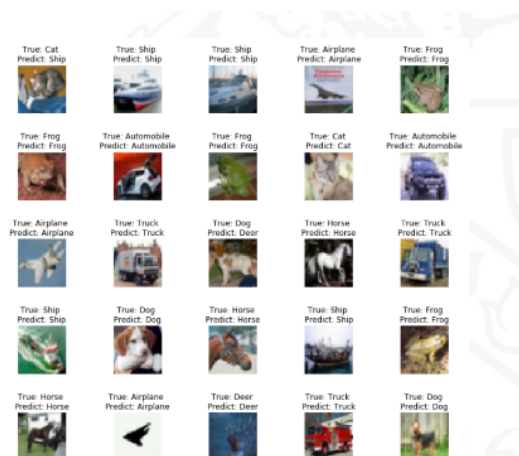 True: Cat
Predict: Ship
True: Ship
Predict: Ship
True: Ship
Predict: Ship
True: Airplane
Predict: Airplane
True: Frog
Predict: Frog
True: Frog
Predict: Frog
True: Automobile
Predict: Automobile
True: Frog
Predict: Frog
True: Cat
Predict: Cat
True: Automobile
Predict: Automobile
True: Airplane
Predict: Airplane
True: Truck
Predict: Truck
True: Dog
Predict: Deer
True: Horse
Predict: Horse
True: Truck
Predict: Truck
True: Ship
Predict: Ship
True: Dog
Predict: Dog
True: Horse
Predict: Horse
True: Ship
Predict: Ship
True: Frog
Predict: Frog
True: Horse
Predict: Horse
True: Airplane
Predict: Airplane
True: Deer
Predict: Deer
True: Truck
Predict: Truck
True: Dog
Predict: Dog